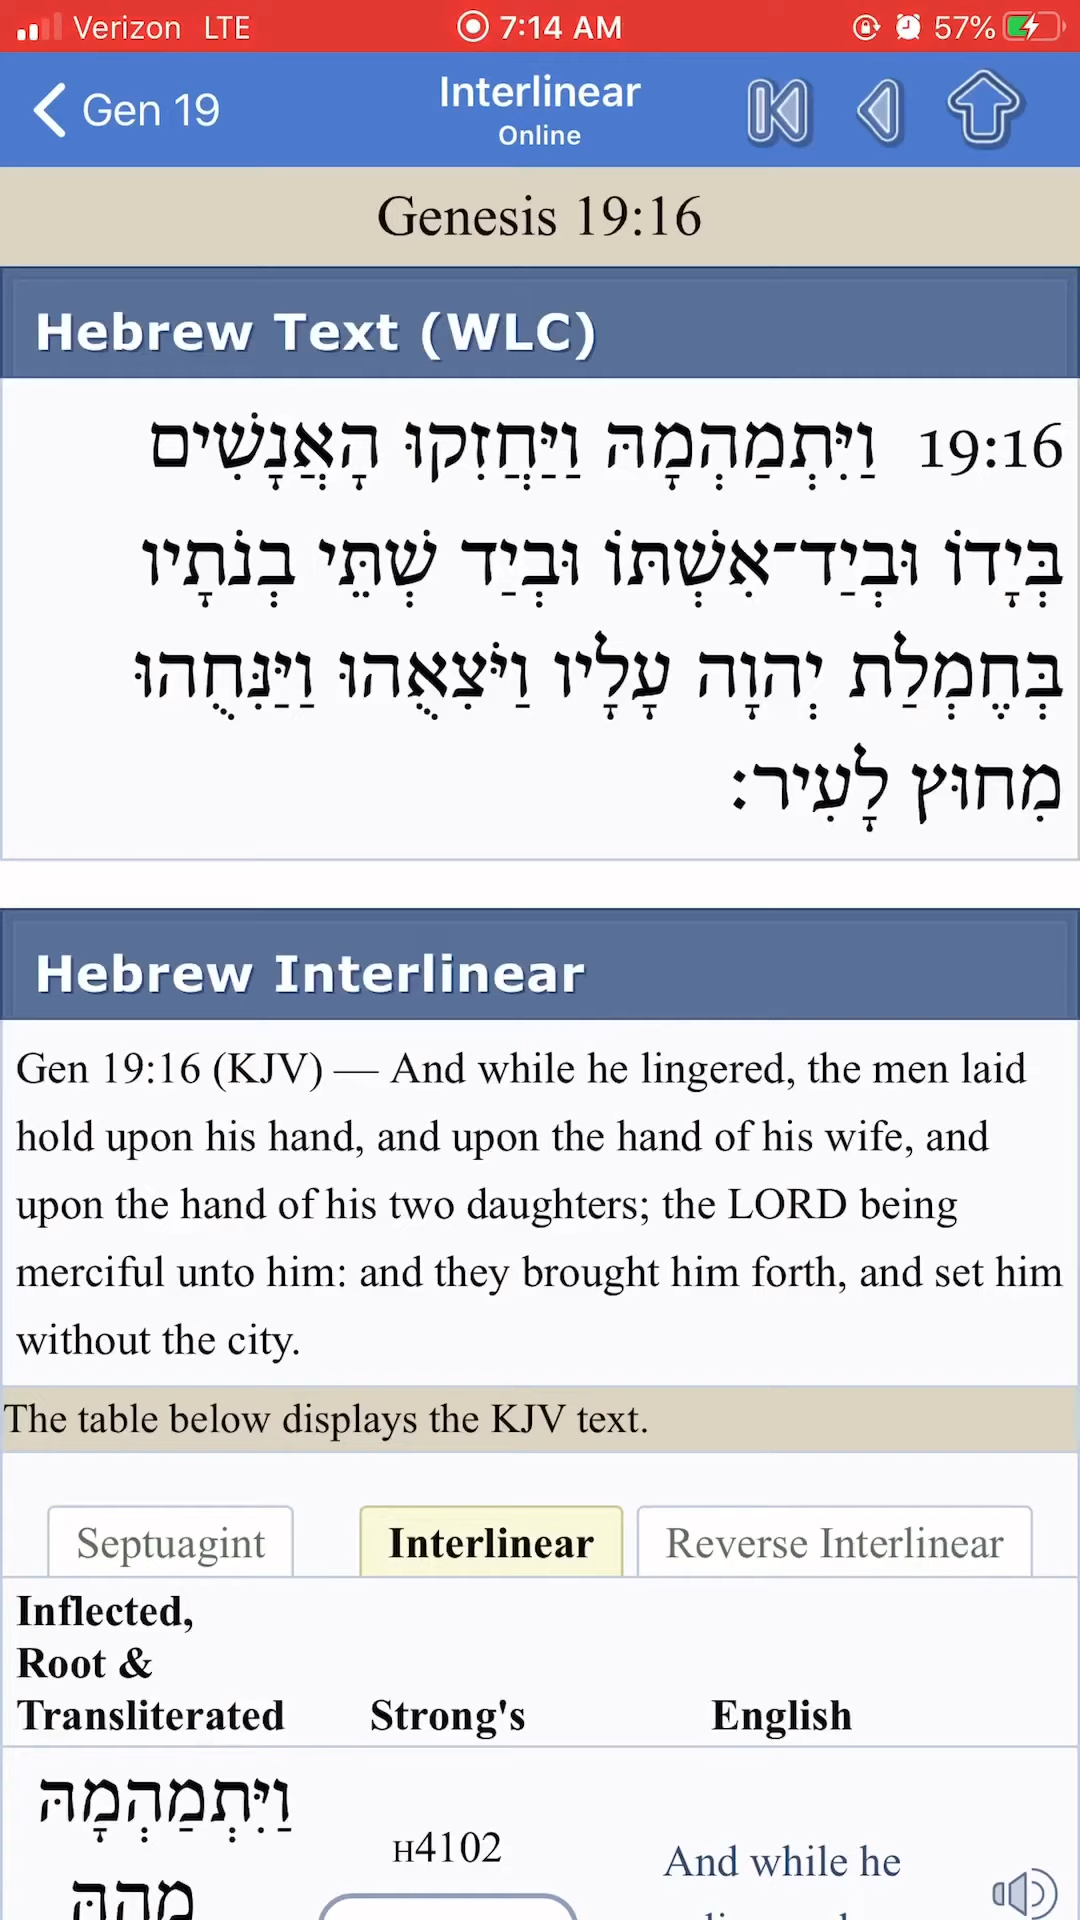 Verizon LTE 7:14 AM 57%
Gen 19
Interlinear
Online
Genesis 19:16
Hebrew Text (WLC)
19:16 וַיִּתְמַהְמָהּ וַיַּחֲזִקוּ הָאֲנָשִׁים
בְּיָדוֹ וּבְיַד־אִשְׁתּוֹ וּבְיַד שְׁתֵּי בְנֹתָיו
בְּחֶמְלַת יְהוָה עָלָיו וַיֹּצִאֻהוּ וַיַּנִּחֻהוּ
מִחוּץ לָעִיר׃
Hebrew Interlinear
Gen 19:16 (KJV) — And while he lingered, the men laid
hold upon his hand, and upon the hand of his wife, and
upon the hand of his two daughters; the LORD being
merciful unto him: and they brought him forth, and set him
without the city.
The table below displays the KJV text.
Septuagint Interlinear Reverse Interlinear
Inflected,
Root &
Transliterated Strong's English
וַיִּתְמַהְמָהּ
H4102
And while he
מהה